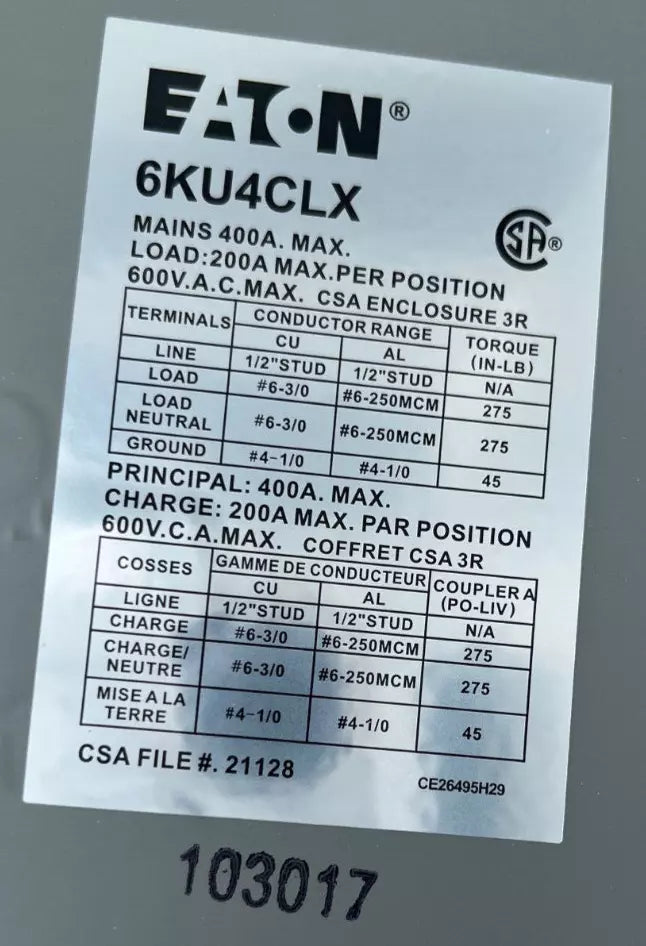 EATON®
6KU4CLX
MAINS 400A. MAX.
LOAD:200A MAX.PER POSITION
600V.A.C.MAX. CSA ENCLOSURE 3R
SA®
TERMINALS CONDUCTOR RANGE TORQUE (IN-LB)
CU AL
LINE 1/2"STUD 1/2"STUD N/A
LOAD #6-3/0 #6-250MCM 275
LOAD NEUTRAL #6-3/0 #6-250MCM 275
GROUND #4-1/0 #4-1/0 45
PRINCIPAL: 400A. MAX.
CHARGE: 200A MAX. PAR POSITION
600V.C.A.MAX. COFFRET CSA 3R
COSSES GAMME DE CONDUCTEUR COUPLER A (PO-LIV)
CU AL
LIGNE 1/2"STUD 1/2"STUD N/A
CHARGE #6-3/0 #6-250MCM 275
CHARGE/ NEUTRE #6-3/0 #6-250MCM 275
MISE A LA TERRE #4-1/0 #4-1/0 45
CSA FILE #. 21128
CE26495H29
103017